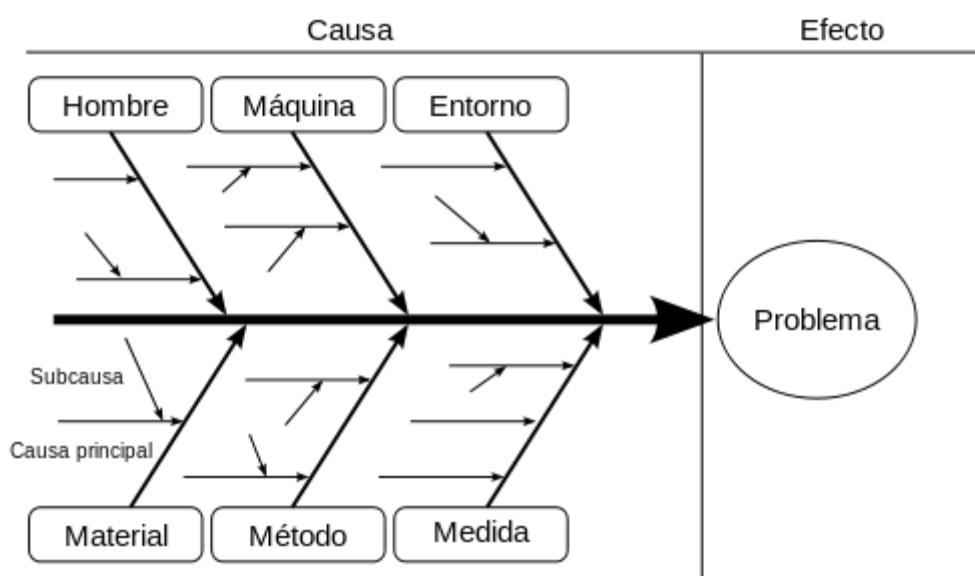 Causa
Efecto
Hombre
Máquina
Entorno
Problema
Subcausa
Causa principal
Material
Método
Medida